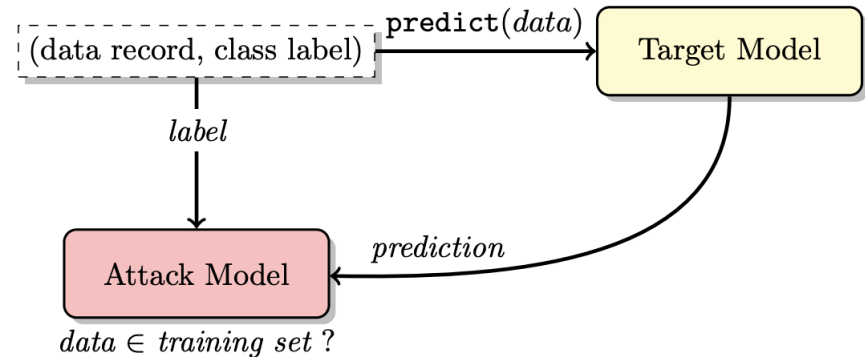 predict(data)
(data record, class label)
Target Model
label
prediction
Attack Model
data ∈ training set ?